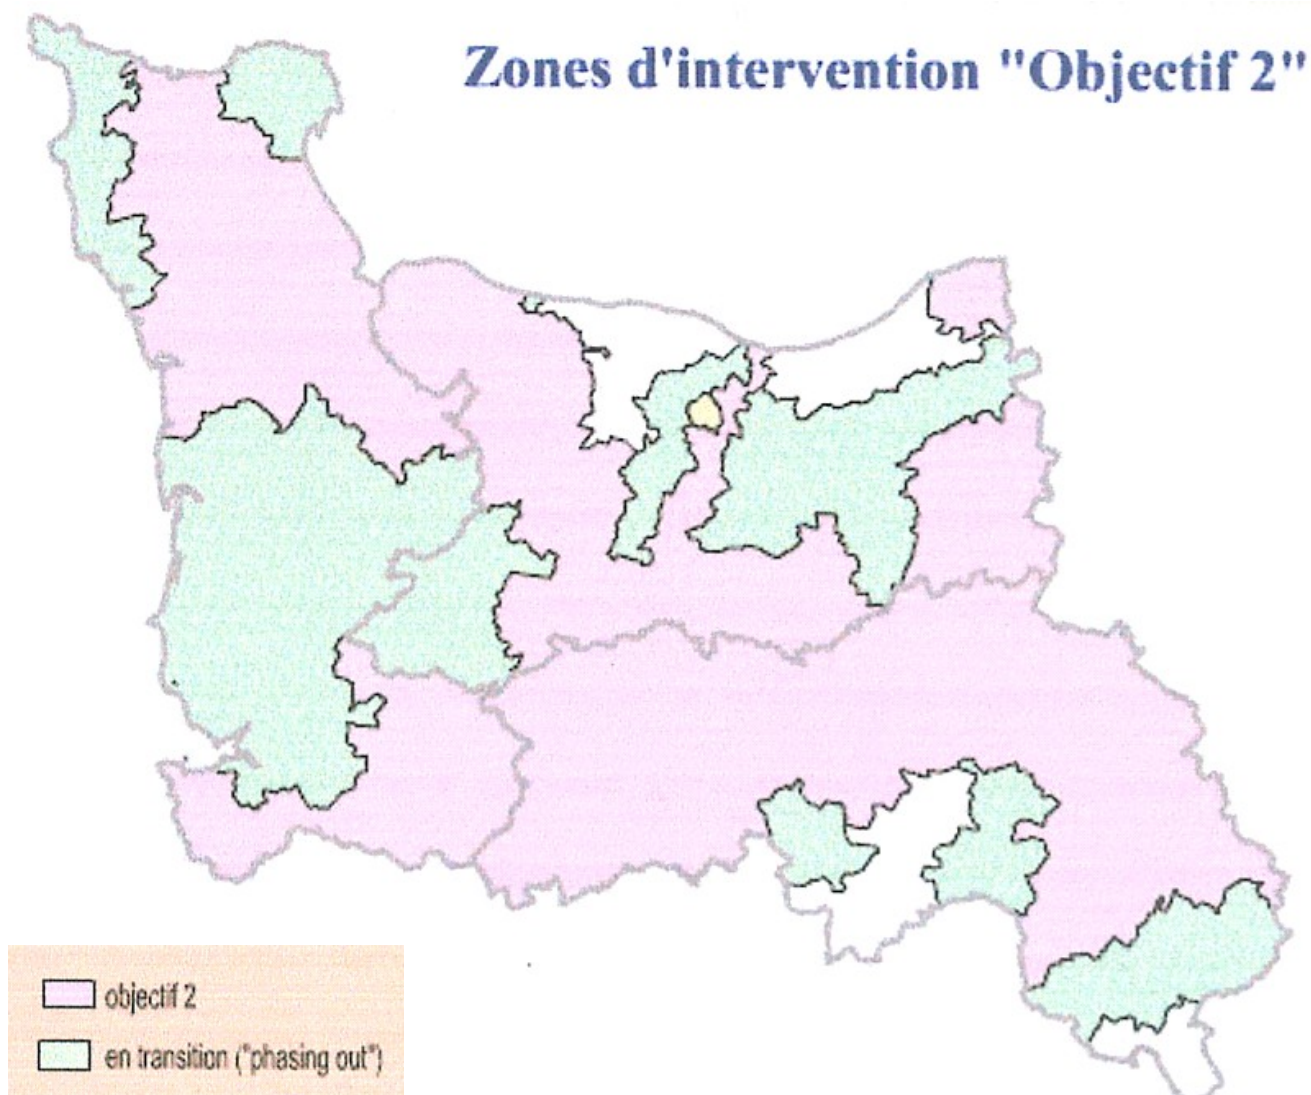 Zones d'intervention "Objectif 2"
objectif 2
en transition ("phasing out")